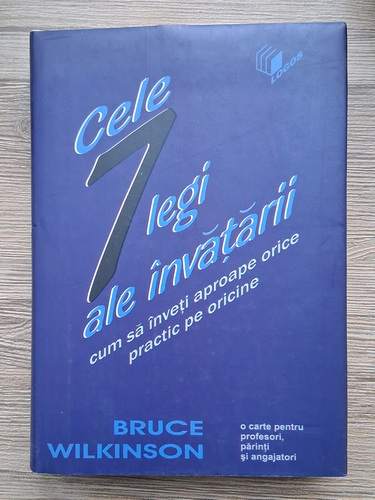 LOGOS
Cele
7 legi
ale învățării
cum să înveți aproape orice
practic pe oricine
BRUCE
WILKINSON
o carte pentru
profesori,
părinți
și angajatori